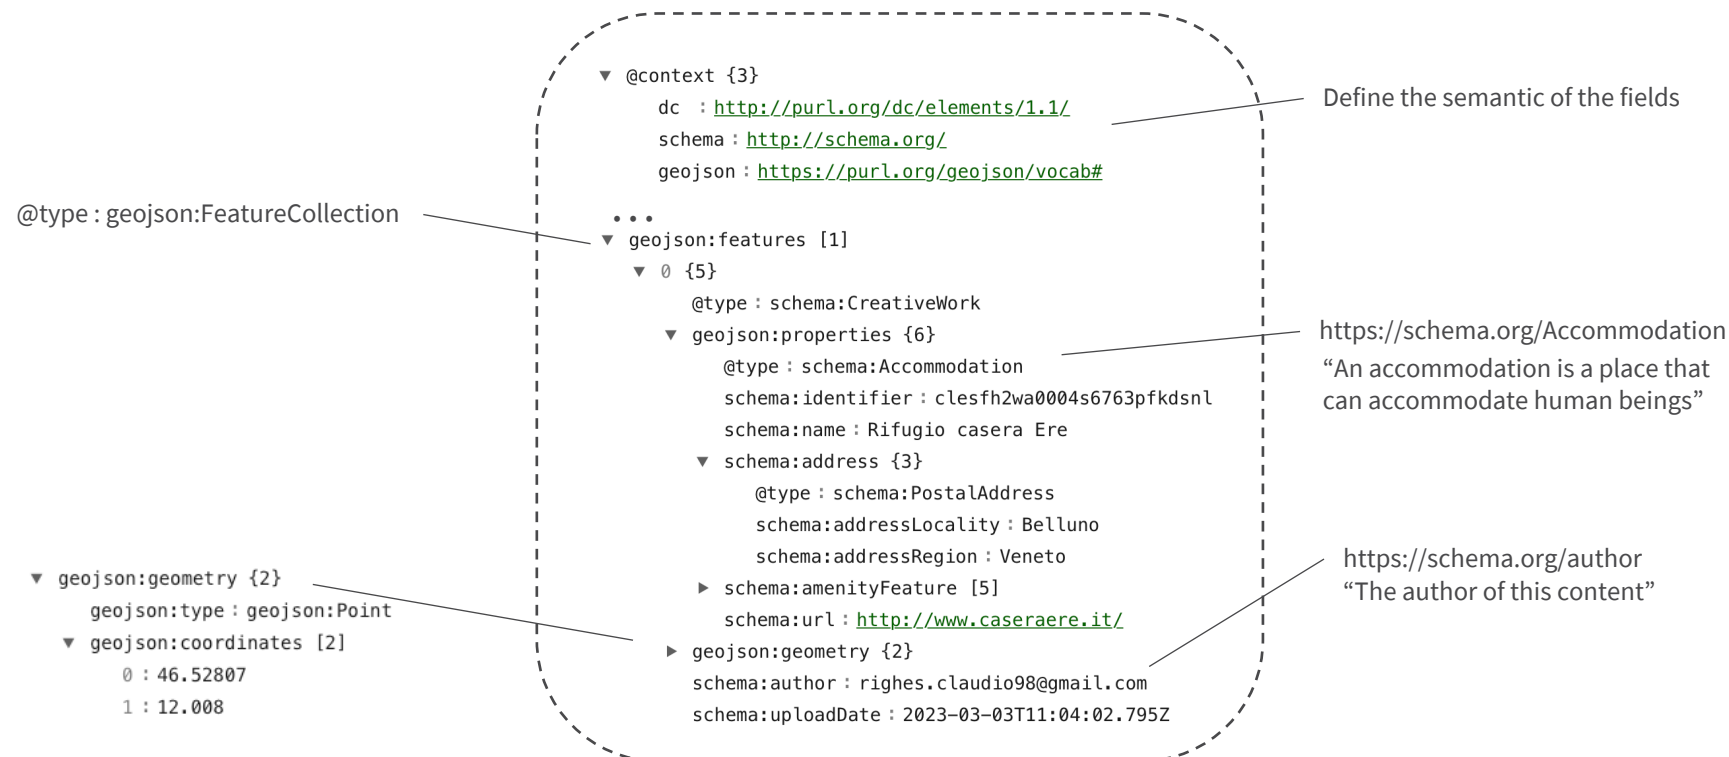 @context {3}
dc : http://purl.org/dc/elements/1.1/
schema : http://schema.org/
geojson : https://purl.org/geojson/vocab#
Define the semantic of the fields
@type : geojson:FeatureCollection
•••
geojson:features [1]
0 {5}
@type : schema:CreativeWork
geojson:properties {6}
@type : schema:Accommodation
schema:identifier : clesfh2wa0004s6763pfkdsnl
schema:name : Rifugio casera Ere
schema:address {3}
@type : schema:PostalAddress
schema:addressLocality : Belluno
schema:addressRegion : Veneto
schema:amenityFeature [5]
schema:url : http://www.caseraere.it/
geojson:geometry {2}
schema:author : righes.claudio98@gmail.com
schema:uploadDate : 2023-03-03T11:04:02.795Z
https://schema.org/Accommodation
“An accommodation is a place that
can accommodate human beings”
https://schema.org/author
“The author of this content”
geojson:geometry {2}
geojson:type : geojson:Point
geojson:coordinates [2]
0 : 46.52807
1 : 12.008